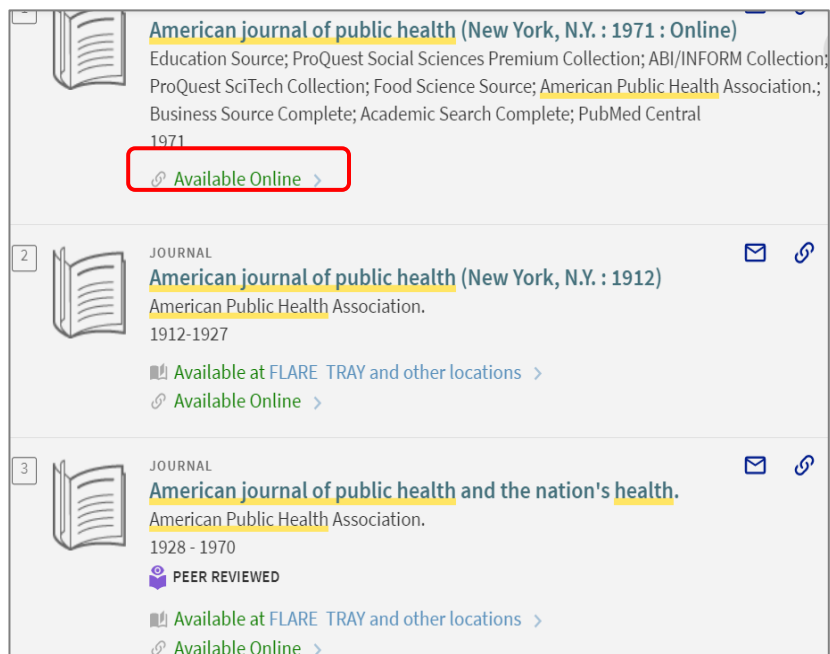 1
American journal of public health (New York, N.Y. : 1971 : Online)
Education Source; ProQuest Social Sciences Premium Collection; ABI/INFORM Collection;
ProQuest SciTech Collection; Food Science Source; American Public Health Association.;
Business Source Complete; Academic Search Complete; PubMed Central
1971
Available Online
2
JOURNAL
American journal of public health (New York, N.Y. : 1912)
American Public Health Association.
1912-1927
Available at FLARE TRAY and other locations
Available Online
3
JOURNAL
American journal of public health and the nation's health.
American Public Health Association.
1928 - 1970
PEER REVIEWED
Available at FLARE TRAY and other locations
Available Online